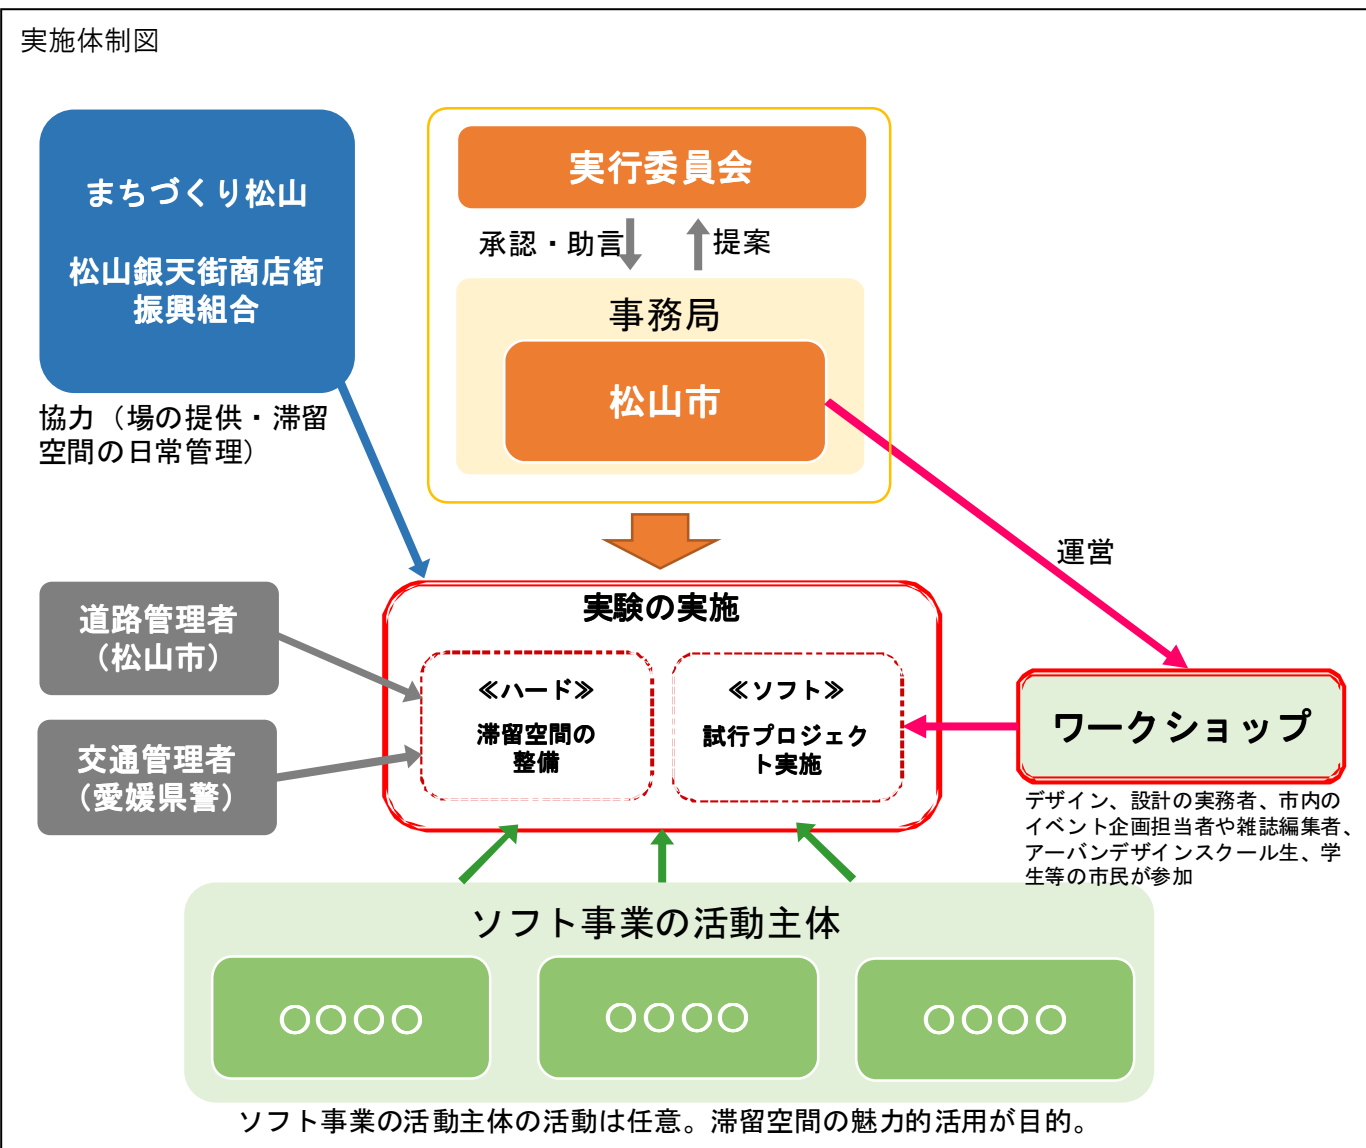 実施体制図
まちづくり松山
松山銀天街商店街
振興組合
協力（場の提供・滞留
空間の日常管理）
実行委員会
承認・助言
提案
事務局
松山市
運営
道路管理者
（松山市）
交通管理者
（愛媛県警）
実験の実施
≪ハード≫
滞留空間の
整備
≪ソフト≫
試行プロジェク
ト実施
ワークショップ
デザイン、設計の実務者、市内の
イベント企画担当者や雑誌編集者、
アーバンデザインスクール生、学
生等の市民が参加
ソフト事業の活動主体
○○○○
○○○○
○○○○
ソフト事業の活動主体の活動は任意。滞留空間の魅力的活用が目的。